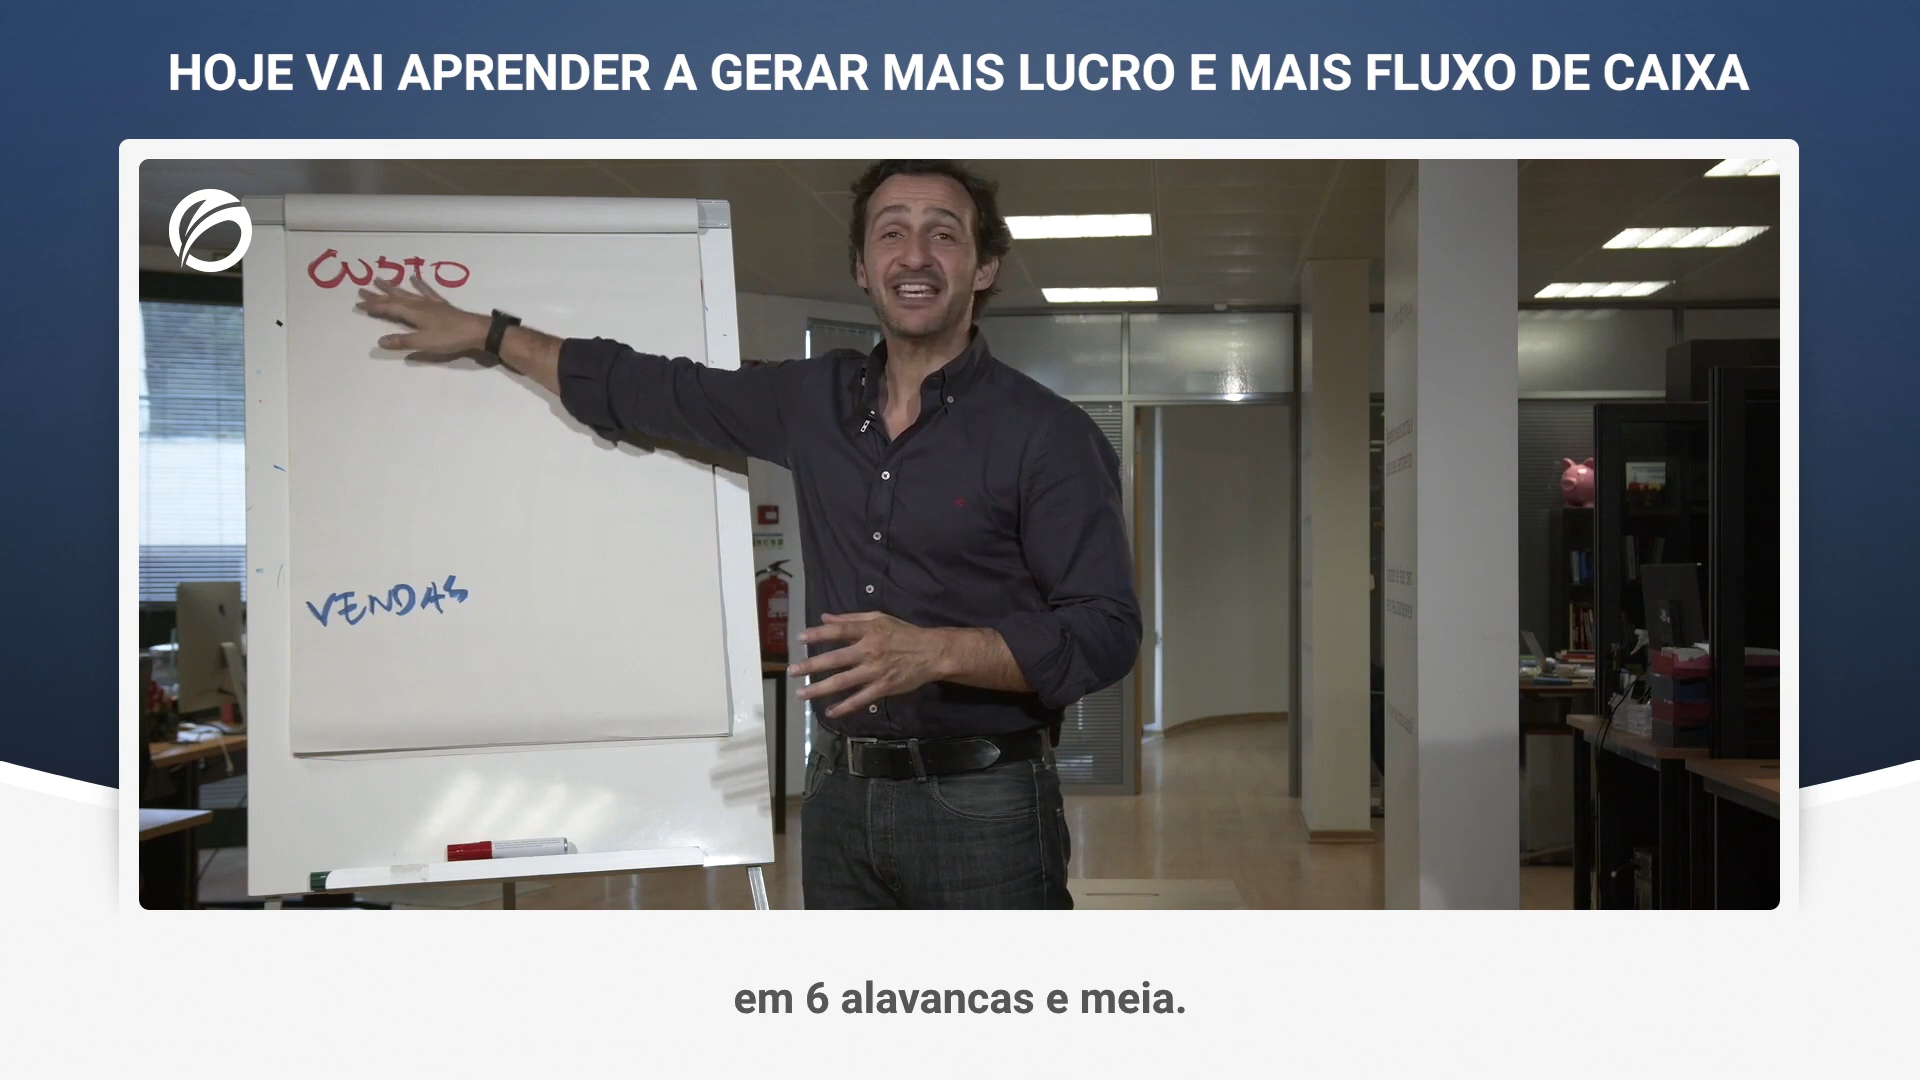 HOJE VAI APRENDER A GERAR MAIS LUCRO E MAIS FLUXO DE CAIXA
CUSTO
VENDAS
em 6 alavancas e meia.